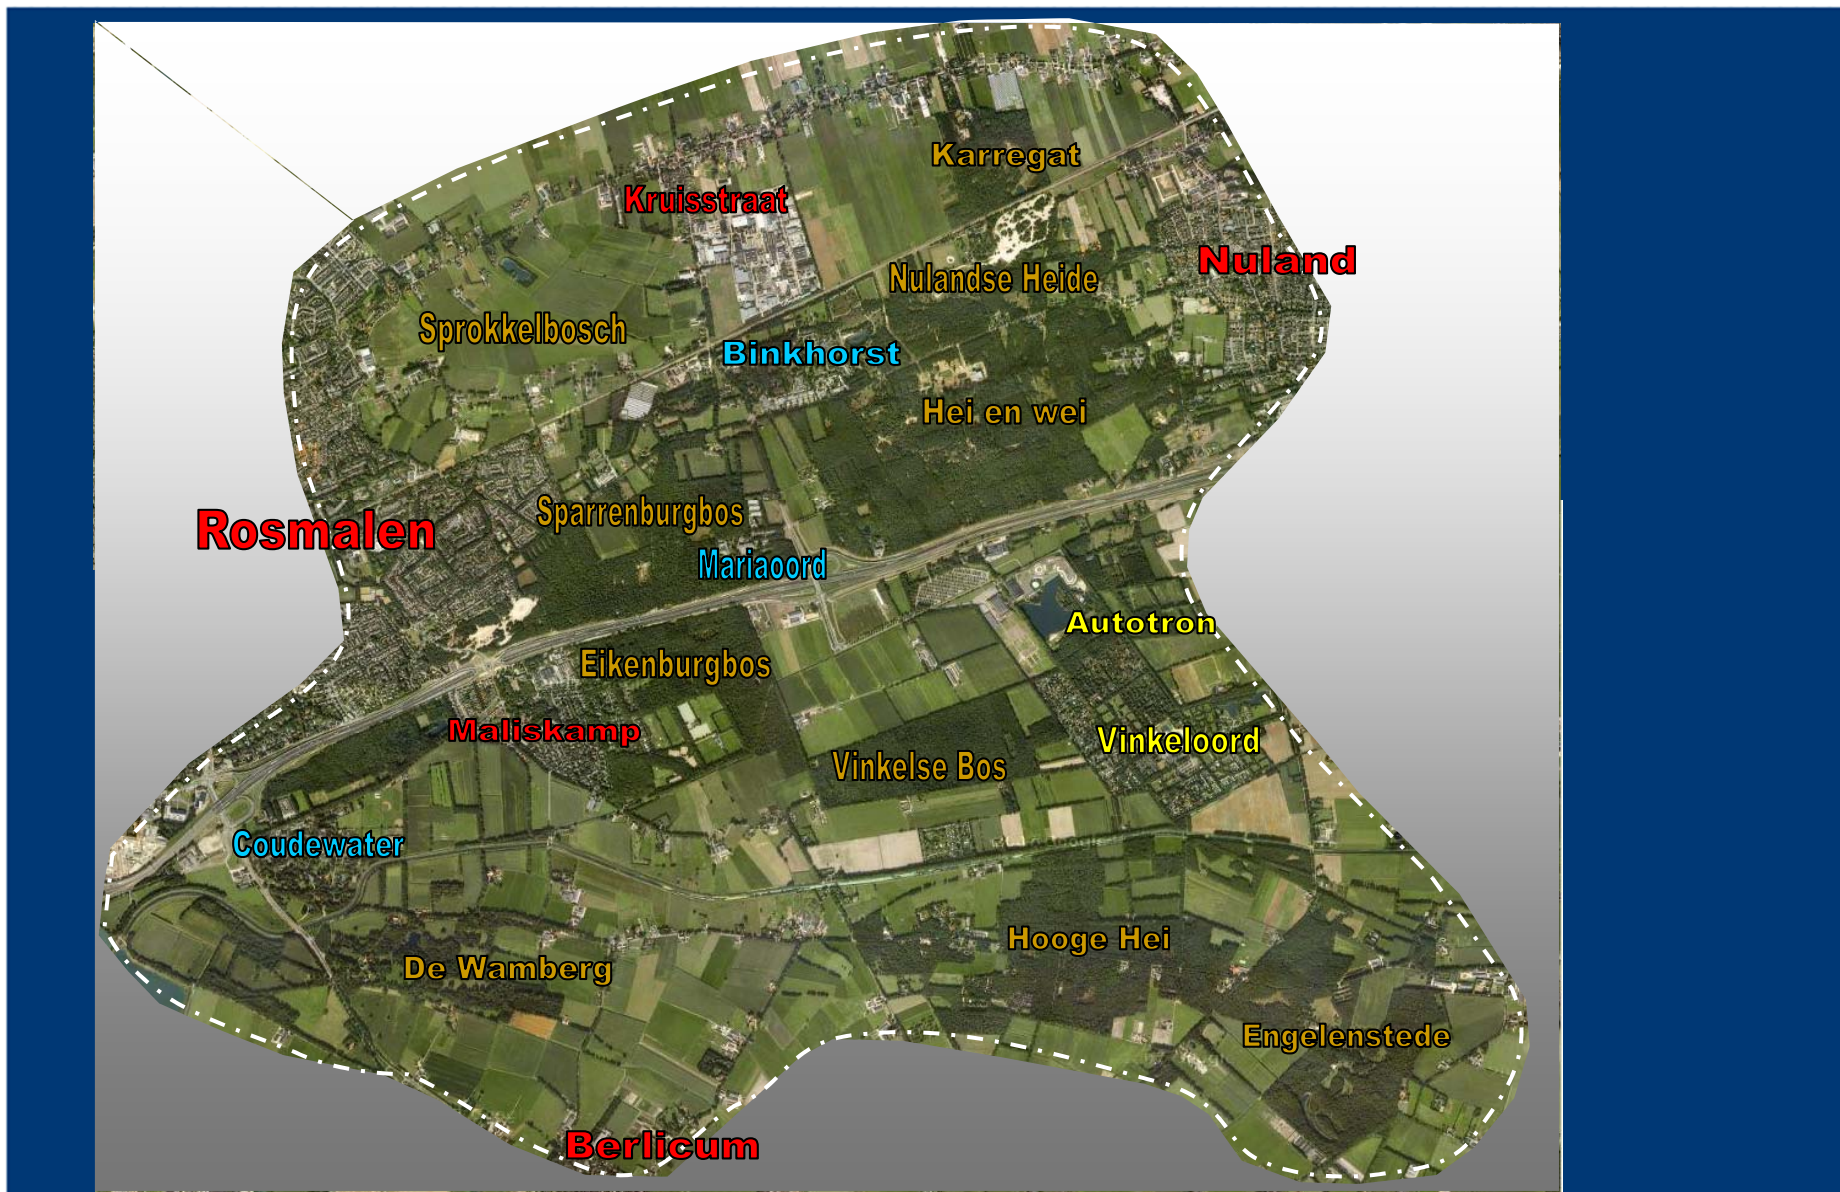 Karregat
Kruisstraat
Nuland
Nulandse Heide
Sprokkelbosch
Binkhorst
Hei en wei
Sparrenburgbos
Rosmalen
Mariaoord
Autotron
Eikenburgbos
Maliskamp
Vinkeloord
Vinkelse Bos
Coudewater
Hooge Hei
De Wamberg
Engelenstede
Berlicum